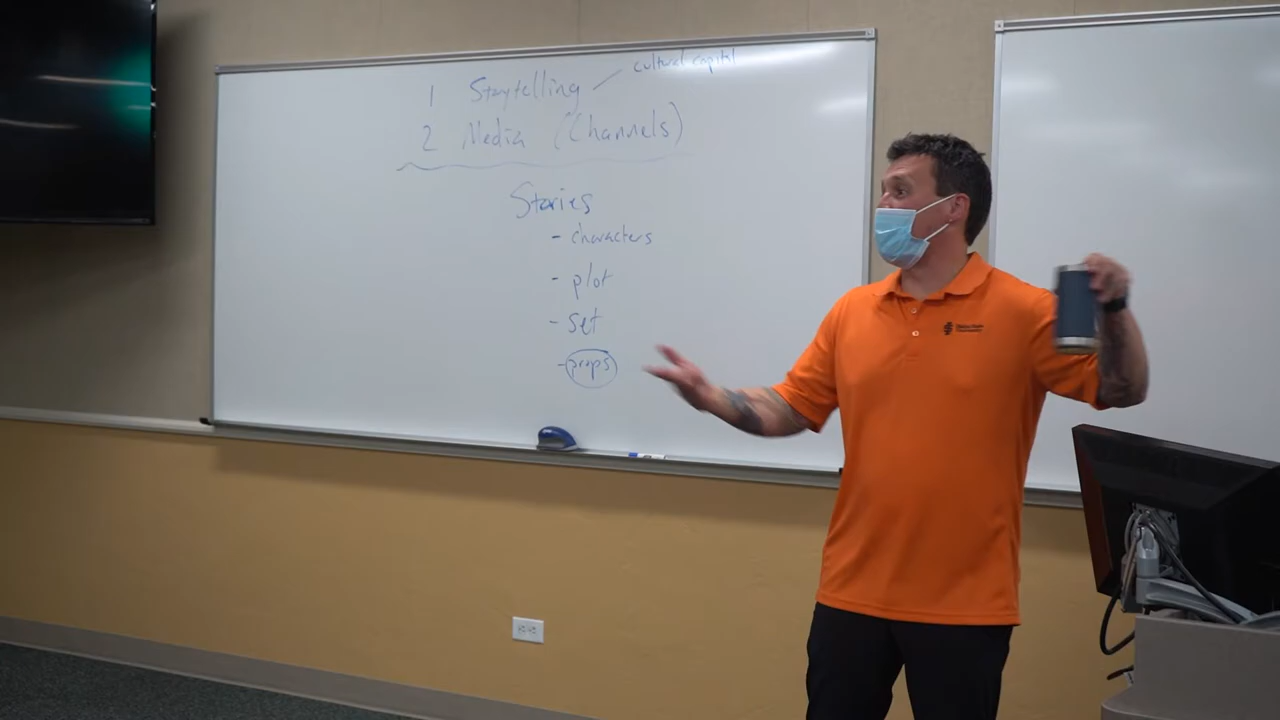 1 Storytelling / cultural capital
2 Media (Channels)
Stories
- characters
- plot
- set
- props